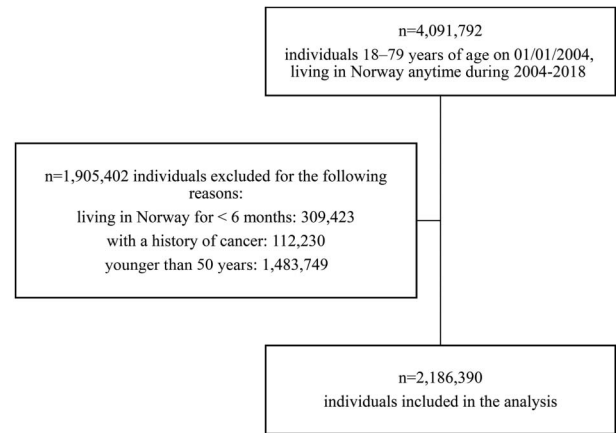 n=4,091,792
individuals 18–79 years of age on 01/01/2004,
living in Norway anytime during 2004-2018
n=1,905,402 individuals excluded for the following
reasons:
living in Norway for < 6 months: 309,423
with a history of cancer: 112,230
younger than 50 years: 1,483,749
n=2,186,390
individuals included in the analysis